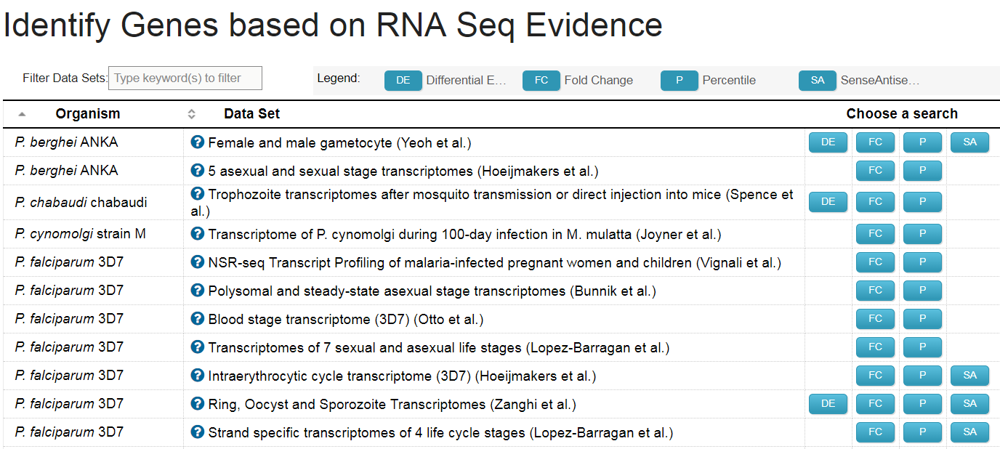 Identify Genes based on RNA Seq Evidence
Filter Data Sets: Type keyword(s) to filter Legend: DE Differential E… FC Fold Change P Percentile SA SenseAntise…
Organism Data Set Choose a search
P. berghei ANKA ? Female and male gametocyte (Yeoh et al.) DE FC P SA
P. berghei ANKA ? 5 asexual and sexual stage transcriptomes (Hoeijmakers et al.) FC P
P. chabaudi chabaudi ? Trophozoite transcriptomes after mosquito transmission or direct injection into mice (Spence et
al.) DE FC P
P. cynomolgi strain M ? Transcriptome of P. cynomolgi during 100-day infection in M. mulatta (Joyner et al.) FC P
P. falciparum 3D7 ? NSR-seq Transcript Profiling of malaria-infected pregnant women and children (Vignali et al.) FC P
P. falciparum 3D7 ? Polysomal and steady-state asexual stage transcriptomes (Bunnik et al.) FC P
P. falciparum 3D7 ? Blood stage transcriptome (3D7) (Otto et al.) FC P
P. falciparum 3D7 ? Transcriptomes of 7 sexual and asexual life stages (Lopez-Barragan et al.) FC P
P. falciparum 3D7 ? Intraerythrocytic cycle transcriptome (3D7) (Hoeijmakers et al.) FC P SA
P. falciparum 3D7 ? Ring, Oocyst and Sporozoite Transcriptomes (Zanghi et al.) DE FC P SA
P. falciparum 3D7 ? Strand specific transcriptomes of 4 life cycle stages (Lopez-Barragan et al.) FC P SA